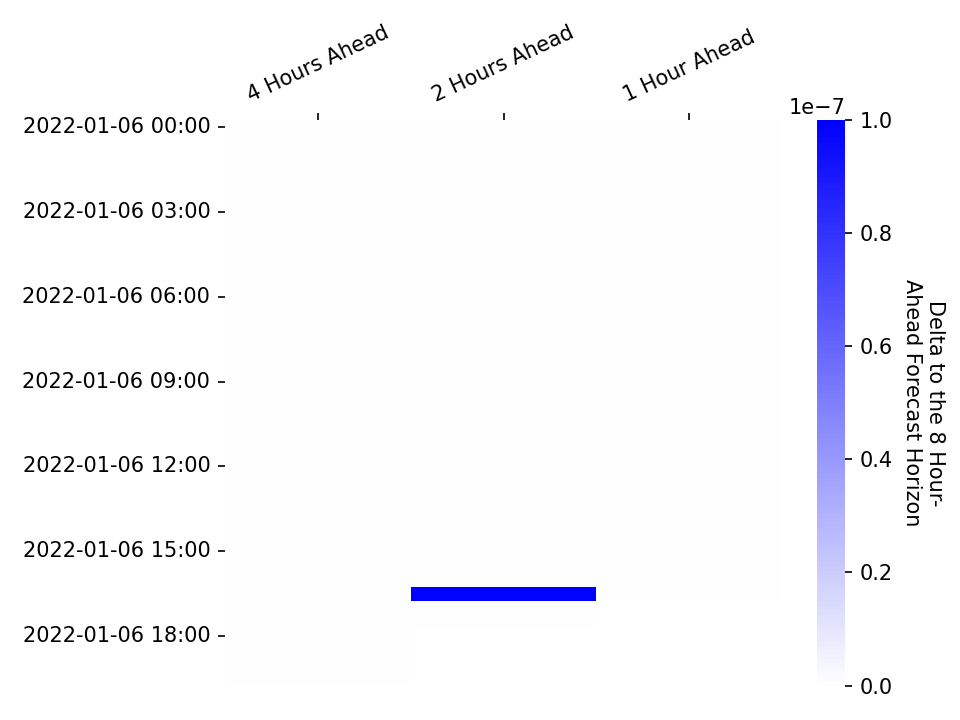 4 Hours Ahead
2 Hours Ahead
1 Hour Ahead
1e−7
2022-01-06 00:00
2022-01-06 03:00
2022-01-06 06:00
2022-01-06 09:00
2022-01-06 12:00
2022-01-06 15:00
2022-01-06 18:00
1.0
0.8
0.6
0.4
0.2
0.0
Delta to the 8 Hour-
Ahead Forecast Horizon